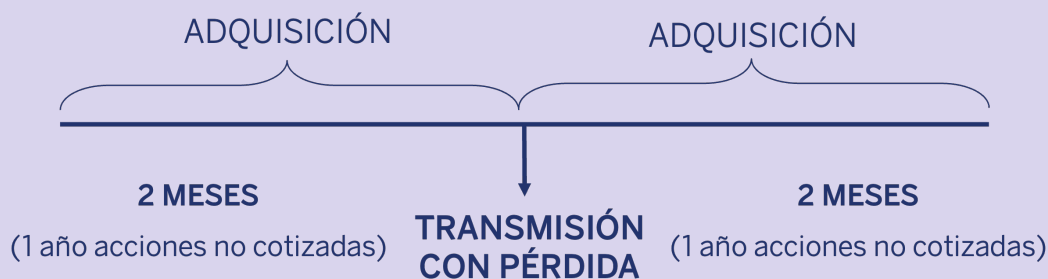 ADQUISICIÓN
ADQUISICIÓN
2 MESES
(1 año acciones no cotizadas)
TRANSMISIÓN
CON PÉRDIDA
2 MESES
(1 año acciones no cotizadas)